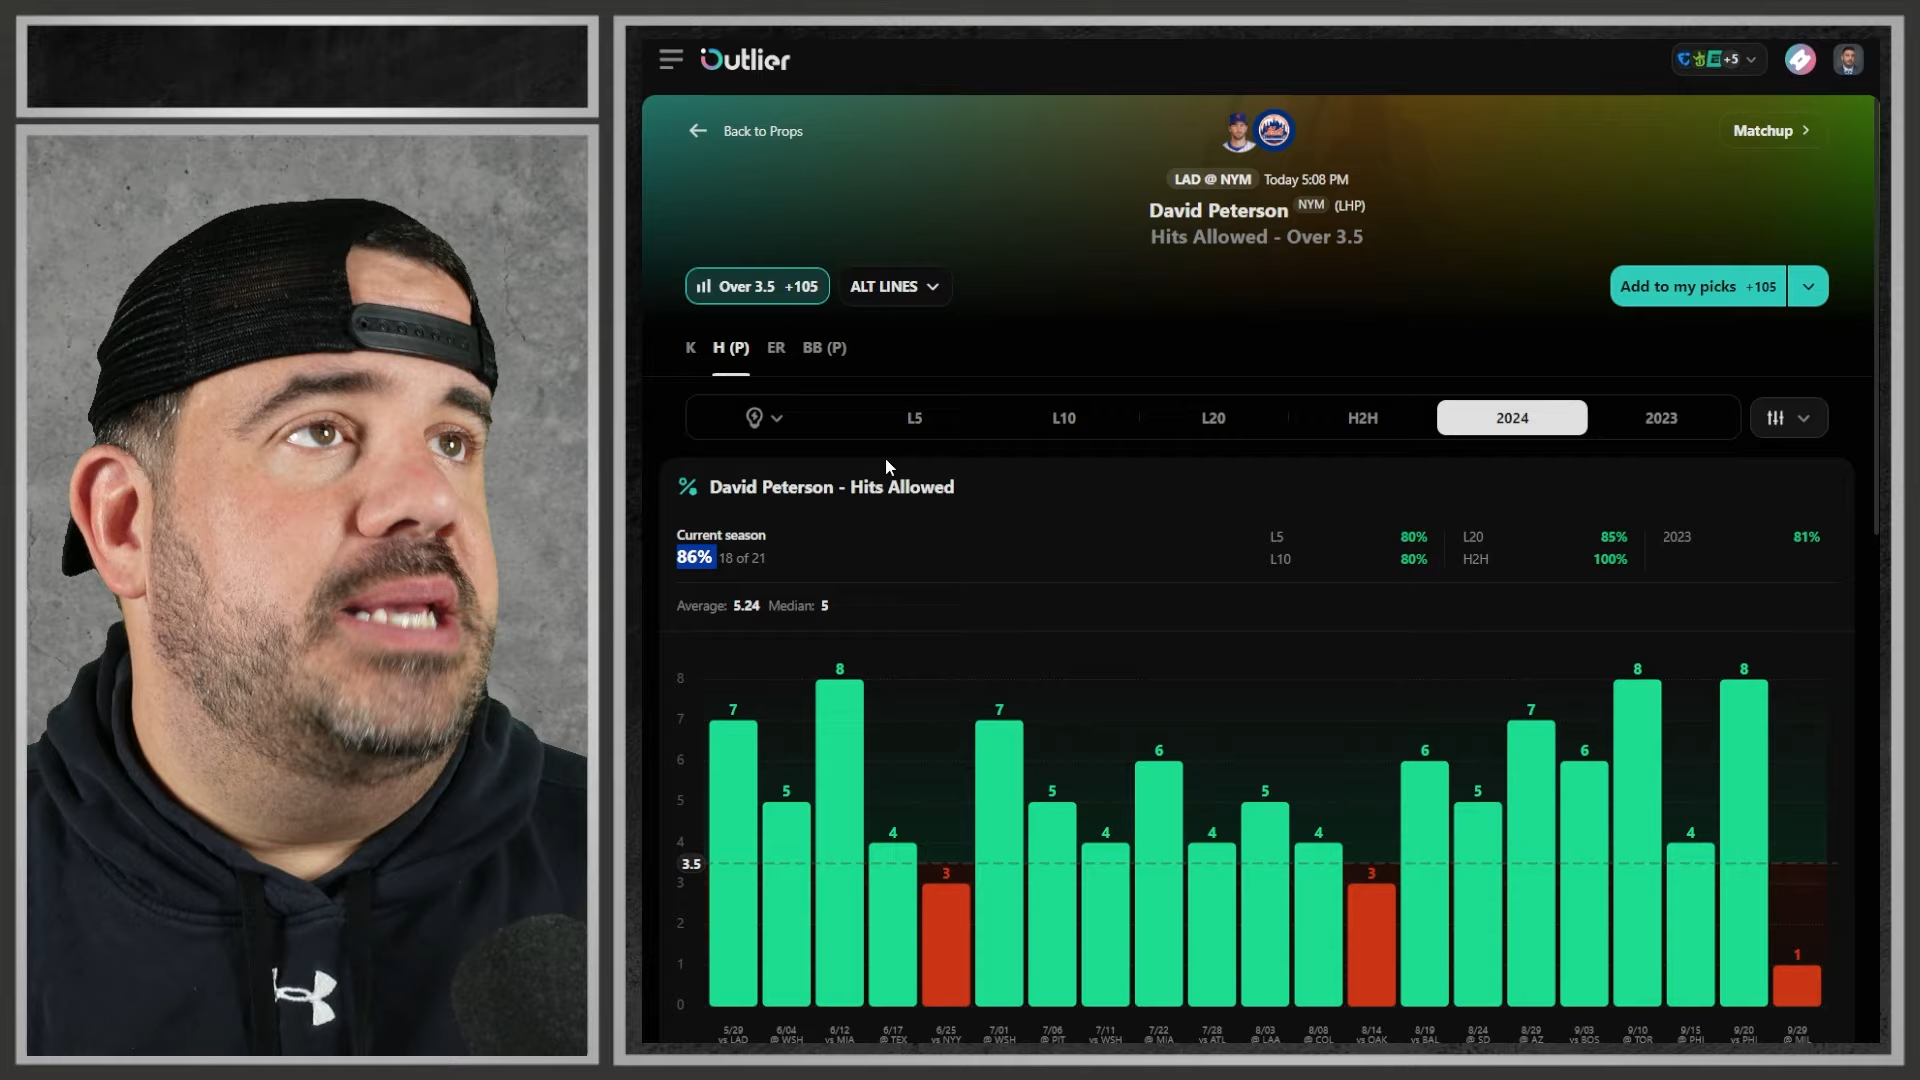 Outlier
+5
Back to Props
Matchup
LAD @ NYM Today 5:08 PM
David Peterson NYM (LHP)
Hits Allowed - Over 3.5
Over 3.5 +105
ALT LINES
Add to my picks +105
K H (P) ER BB (P)
L5 L10 L20 H2H 2024 2023
% David Peterson - Hits Allowed
Current season
86% 18 of 21
L5 80% L20 85% 2023 81%
L10 80% H2H 100%
Average: 5.24 Median: 5
8
7
6
5
4
3.5
3
2
1
0
7 5 8 4 3 7 5 4 6 4 5 4 3 6 5 7 6 8 4 8 1
5/29 6/04 6/12 6/17 6/25 7/01 7/06 7/11 7/22 7/28 8/03 8/08 8/14 8/19 8/24 8/29 9/03 9/10 9/15 9/20 9/29
vs LAD @ WSH vs MIA @ TEX vs NYY @ WSH @ PIT vs WSH @ MIA vs ATL @ LAA @ COL vs OAK vs BAL @ SD @ AZ vs BOS @ TOR @ PHI vs PHI @ MIL